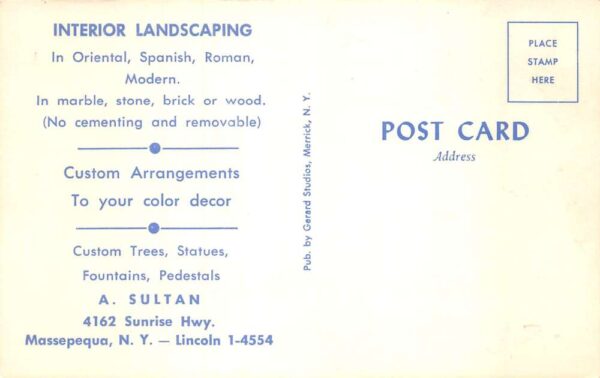 INTERIOR LANDSCAPING
In Oriental, Spanish, Roman,
Modern.
In marble, stone, brick or wood.
(No cementing and removable)
Custom Arrangements
To your color decor
Custom Trees, Statues,
Fountains, Pedestals
A. SULTAN
4162 Sunrise Hwy.
Massepequa, N. Y. — Lincoln 1-4554
Pub. by Gerard Studios, Merrick, N. Y.
PLACE
STAMP
HERE
POST CARD
Address